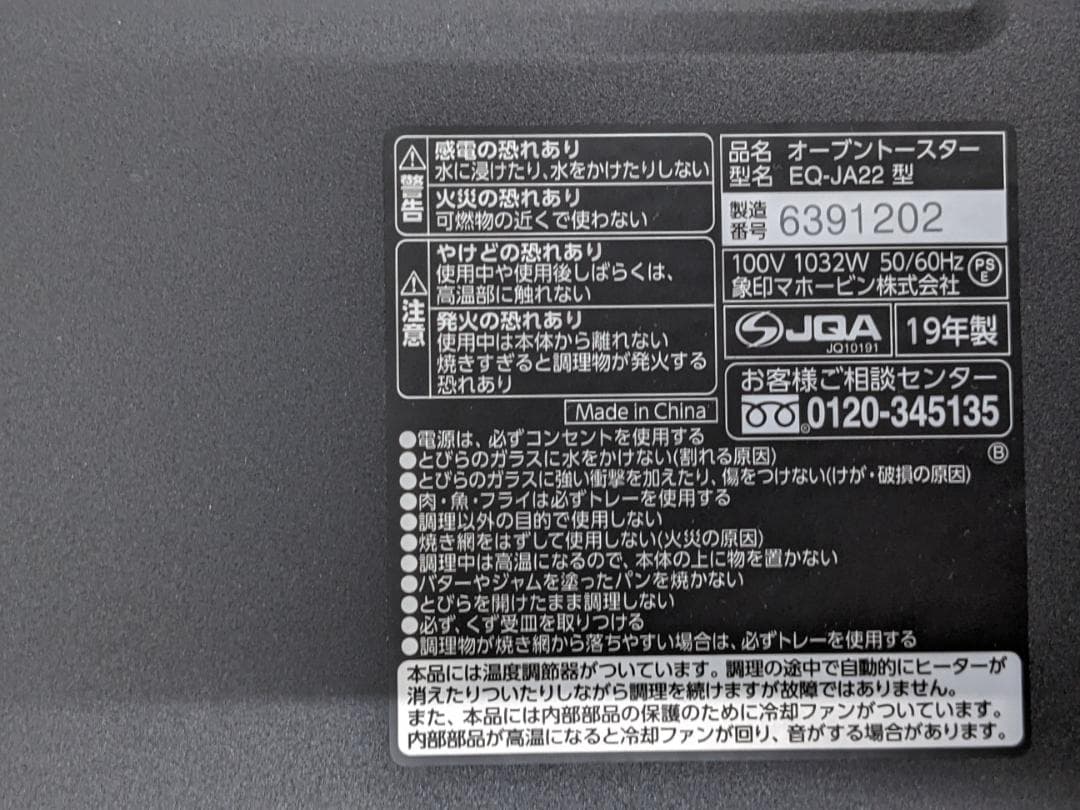 警告
感電の恐れあり
水に浸けたり、水をかけたりしない
火災の恐れあり
可燃物の近くで使わない
注意
やけどの恐れあり
使用中や使用後しばらくは、
高温部に触れない
発火の恐れあり
使用中は本体から離れない
焼きすぎると調理物が発火する
恐れあり
品名 オーブントースター
型名 EQ-JA22 型
製造
番号 6391202
100V 1032W 50/60Hz
象印マホービン株式会社
PS
E
JQA
JQ10191
19年製
お客様ご相談センター
0120-345135
Made in China
Ⓑ
●電源は、必ずコンセントを使用する
●とびらのガラスに水をかけない(割れる原因)
●とびらのガラスに強い衝撃を加えたり、傷をつけない(けが・破損の原因)
●肉・魚・フライは必ずトレーを使用する
●調理以外の目的で使用しない
●焼き網をはずして使用しない(火災の原因)
●調理中は高温になるので、本体の上に物を置かない
●バターやジャムを塗ったパンを焼かない
●とびらを開けたまま調理しない
●必ず、くず受皿を取りつける
●調理物が焼き網から落ちやすい場合は、必ずトレーを使用する
本品には温度調節器がついています。調理の途中で自動的にヒーターが
消えたりついたりしながら調理を続けますが故障ではありません。
また、本品には内部部品の保護のために冷却ファンがついています。
内部部品が高温になると冷却ファンが回り、音がする場合があります。